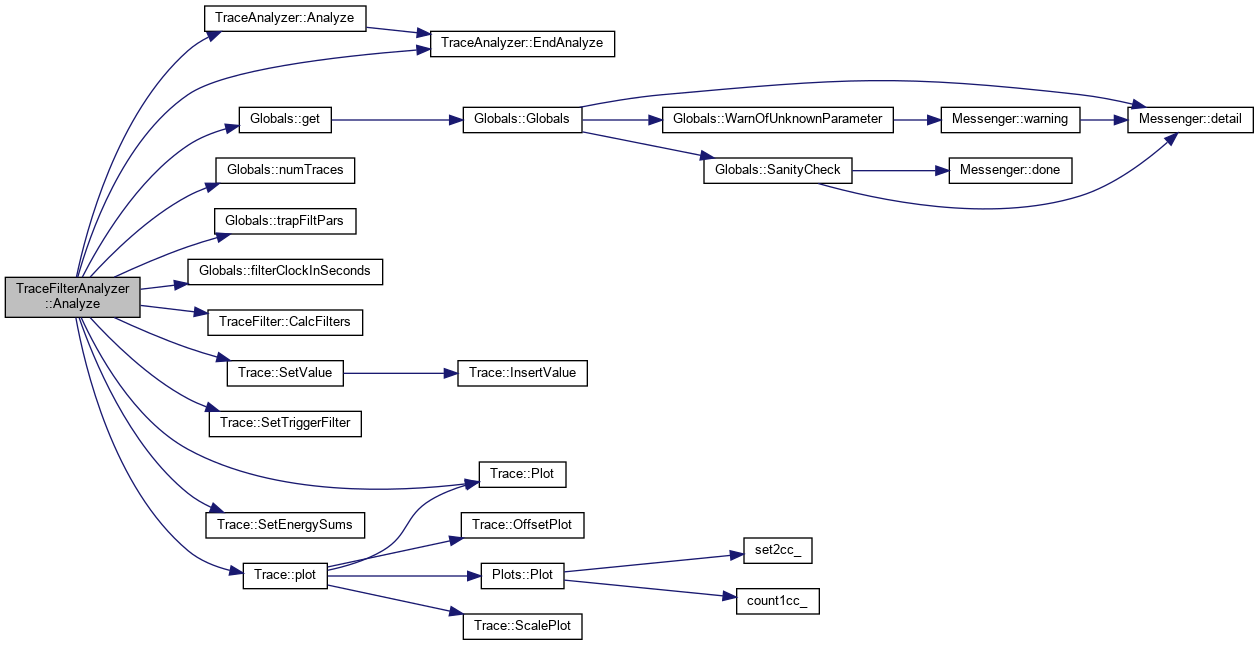 TraceAnalyzer::Analyze
TraceAnalyzer::EndAnalyze
Globals::get
Globals::Globals
Globals::WarnOfUnknownParameter
Messenger::warning
Messenger::detail
Globals::numTraces
Globals::SanityCheck
Messenger::done
Globals::trapFiltPars
Globals::filterClockInSeconds
TraceFilterAnalyzer
::Analyze
TraceFilter::CalcFilters
Trace::SetValue
Trace::InsertValue
Trace::SetTriggerFilter
Trace::Plot
Trace::SetEnergySums
Trace::OffsetPlot
set2cc_
Trace::plot
Plots::Plot
count1cc_
Trace::ScalePlot